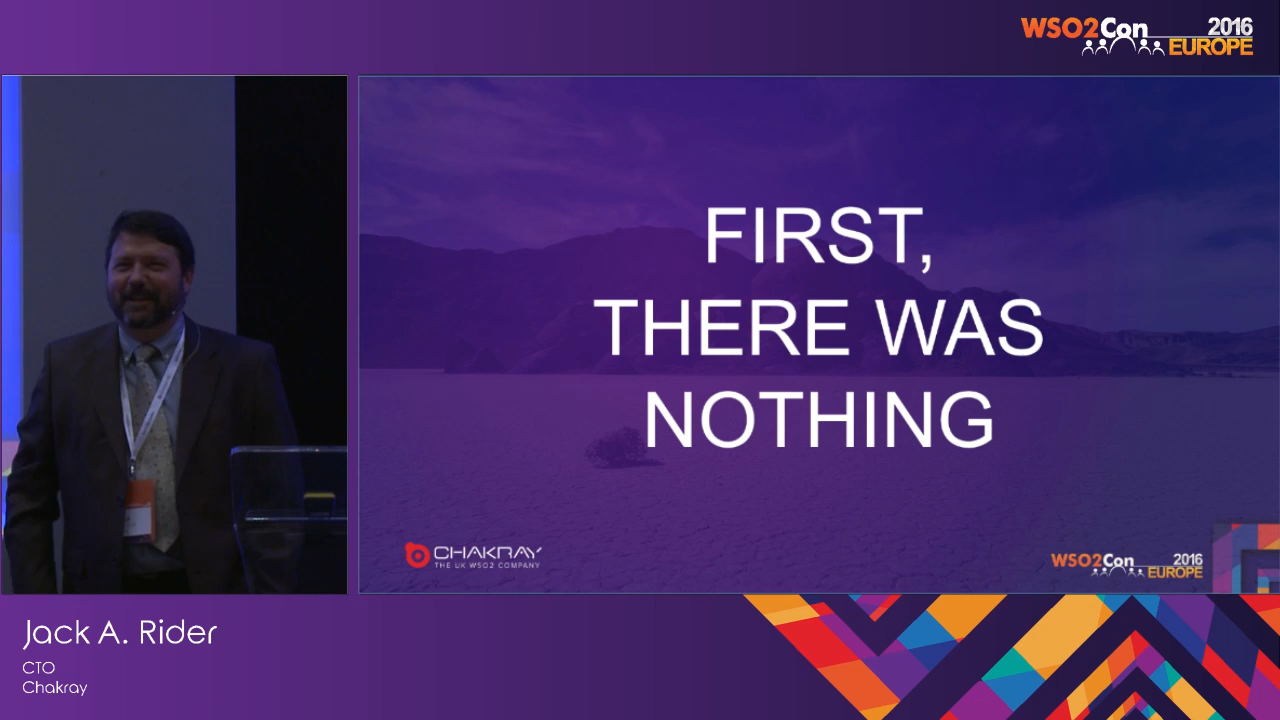 WSO2Con 2016
EUROPE
FIRST,
THERE WAS
NOTHING
CHAKRAY
THE UK WSO2 COMPANY
WSO2Con 2016
EUROPE
Jack A. Rider
CTO
Chakray